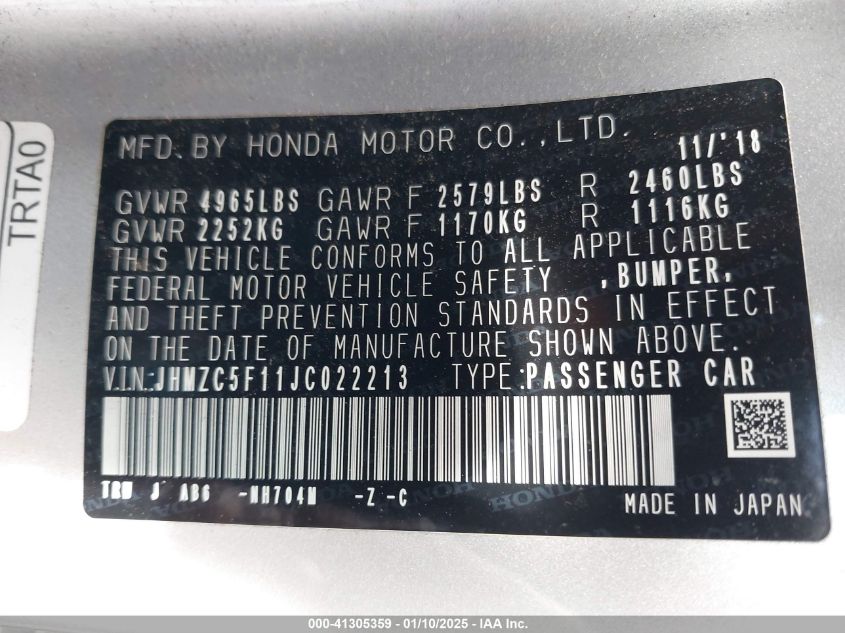 TRTA0
MFD. BY HONDA MOTOR CO.,LTD. 11/'18
GVWR 4965LBS GAWR F 2579LBS R 2460LBS
GVWR 2252KG GAWR F 1170KG R 1116KG
THIS VEHICLE CONFORMS TO ALL APPLICABLE
FEDERAL MOTOR VEHICLE SAFETY ,BUMPER,
AND THEFT PREVENTION STANDARDS IN EFFECT
ON THE DATE OF MANUFACTURE SHOWN ABOVE.
V.I.N.:JHMZC5F11JC022213 TYPE:PASSENGER CAR
TRW J AB6 -NH704M -Z -C
MADE IN JAPAN
000-41305359 - 01/10/2025 - IAA Inc.